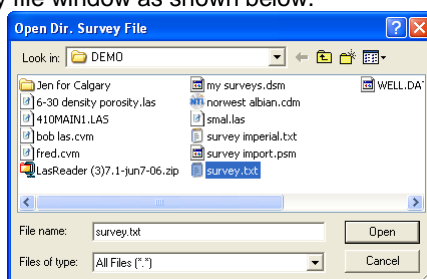 y file window as shown below.
Open Dir. Survey File
Look in: DEMO
Jen for Calgary
6-30 density porosity.las
410MAIN1.LAS
bob las.cvm
fred.cvm
LasReader (3)7.1-jun7-06.zip
my surveys.dsm
norwest albian.cdm
smal.las
survey imperial.txt
survey import.psm
survey.txt
WELL.DA
File name: survey.txt Open
Files of type: All Files (*.*) Cancel